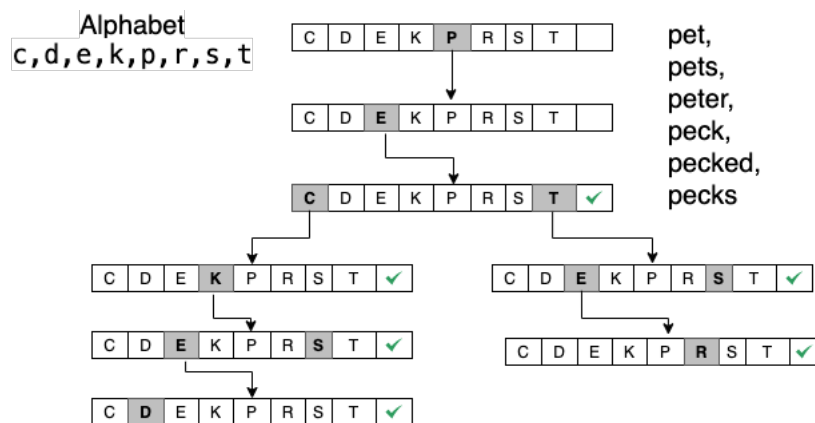 Alphabet
c,d,e,k,p,r,s,t
C D E K P R S T
pet,
pets,
peter,
peck,
pecked,
pecks
C D E K P R S T
C D E K P R S T ✓
C D E K P R S T ✓
C D E K P R S T ✓
C D E K P R S T ✓
C D E K P R S T ✓
C D E K P R S T ✓